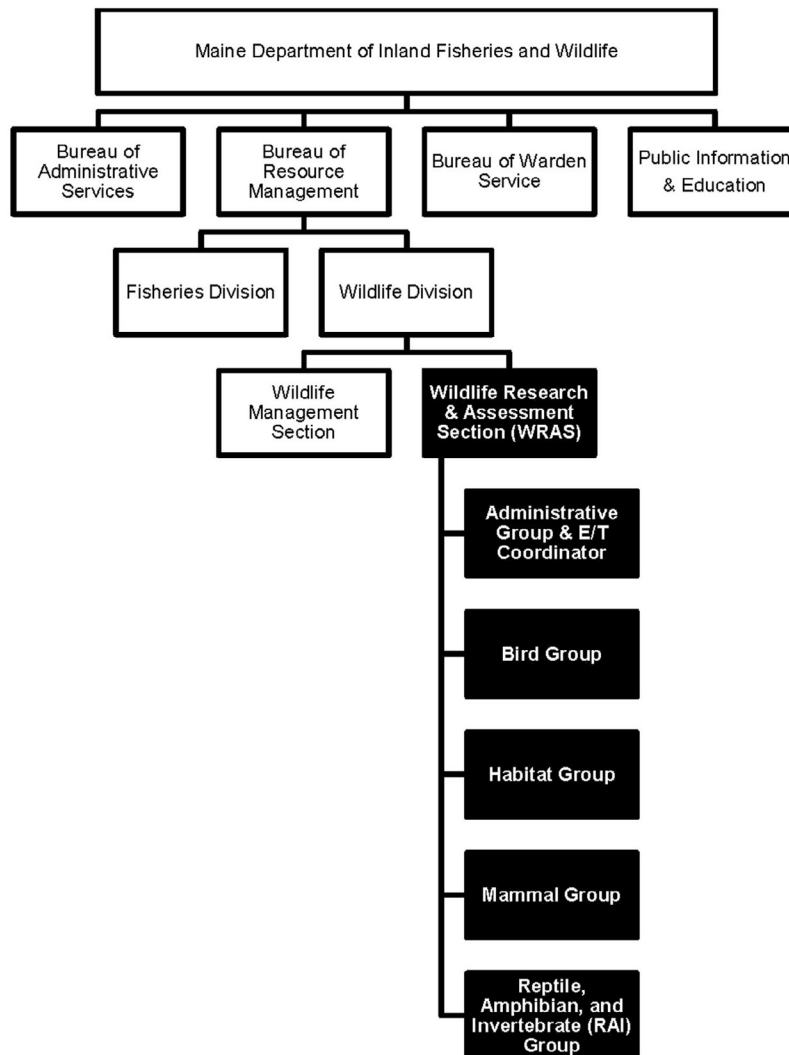 Maine Department of Inland Fisheries and Wildlife
Bureau of
Administrative
Services
Bureau of
Resource
Management
Bureau of Warden
Service
Public Information
& Education
Fisheries Division
Wildlife Division
Wildlife
Management
Section
Wildlife Research
& Assessment
Section (WRAS)
Administrative
Group & E/T
Coordinator
Bird Group
Habitat Group
Mammal Group
Reptile,
Amphibian, and
Invertebrate (RAI)
Group